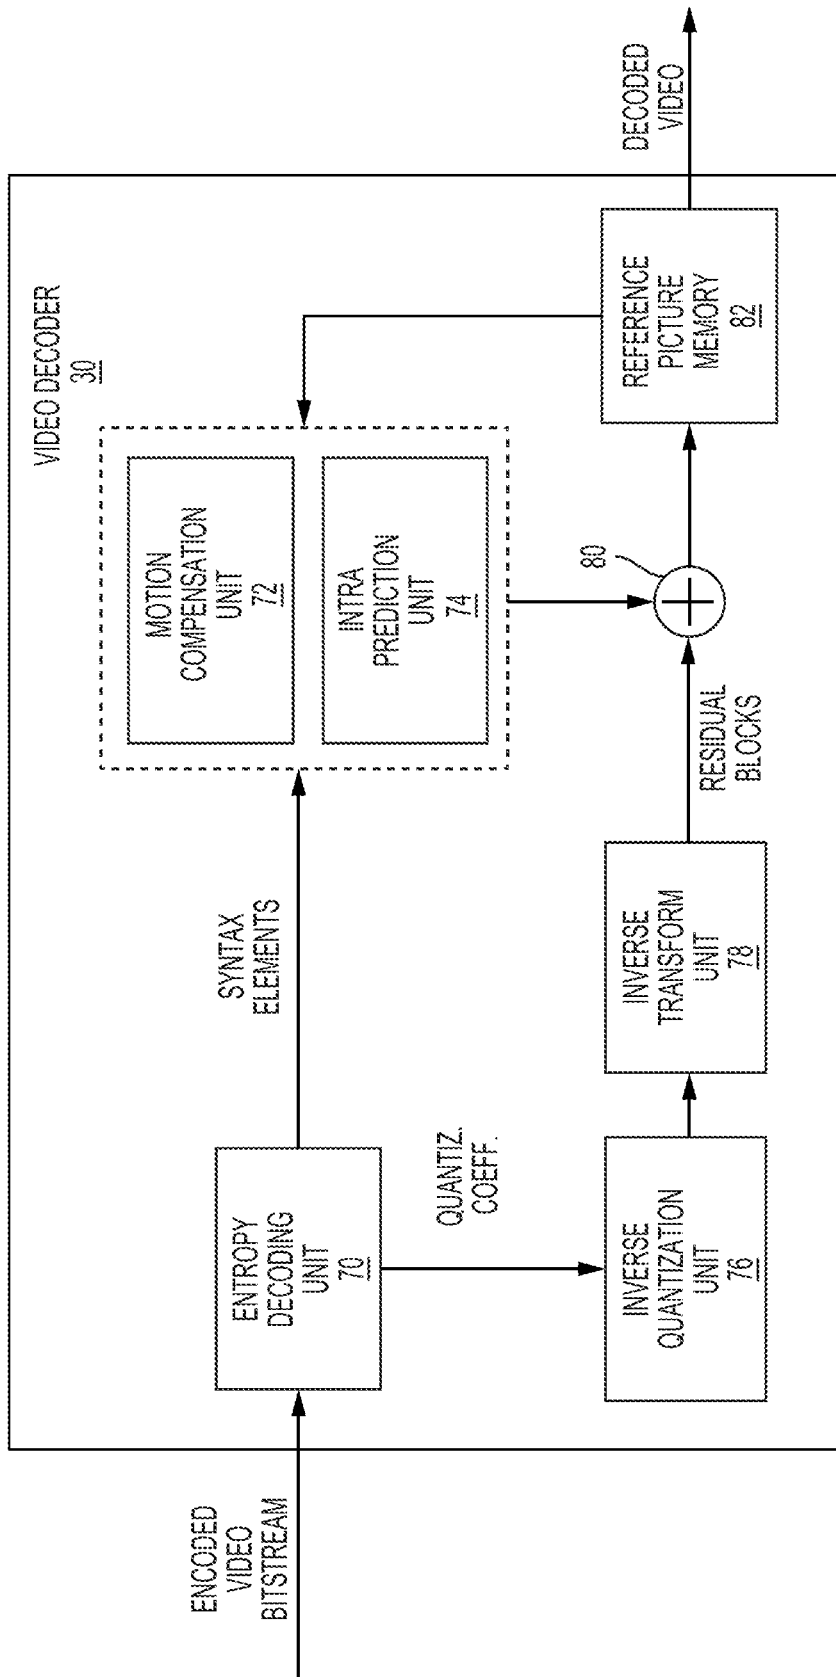 VIDEO DECODER
30
ENCODED
VIDEO
BITSTREAM
ENTROPY
DECODING
UNIT
70
SYNTAX
ELEMENTS
MOTION
COMPENSATION
UNIT
72
INTRA
PREDICTION
UNIT
74
QUANTIZ.
COEFF.
INVERSE
QUANTIZATION
UNIT
76
INVERSE
TRANSFORM
UNIT
78
RESIDUAL
BLOCKS
80
REFERENCE
PICTURE
MEMORY
82
DECODED
VIDEO